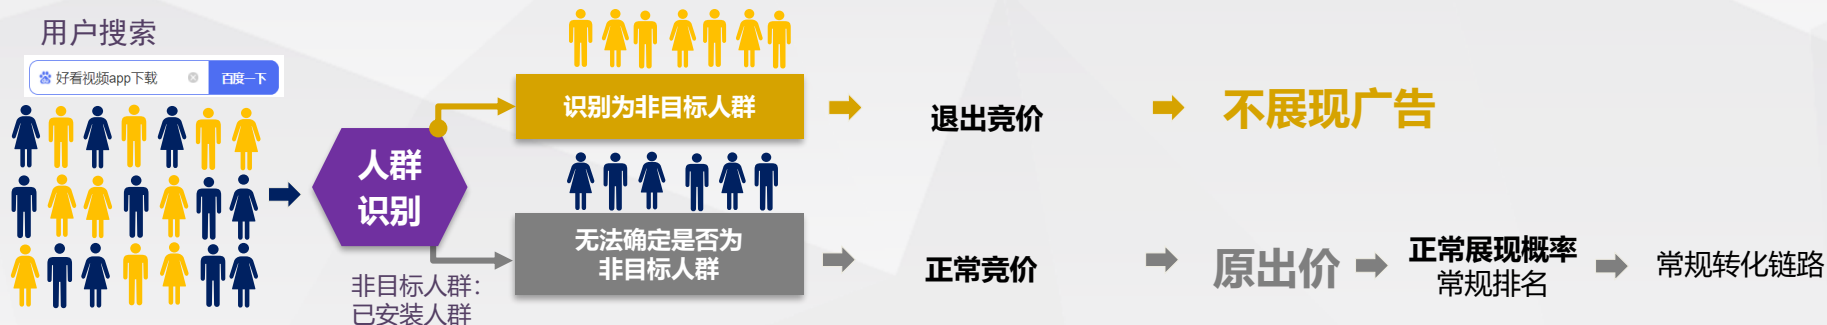 用户搜索
好看视频app下载
百度一下
人群
识别
非目标人群：
已安装人群
识别为非目标人群
退出竞价
不展现广告
无法确定是否为
非目标人群
正常竞价
原出价
正常展现概率
常规排名
常规转化链路